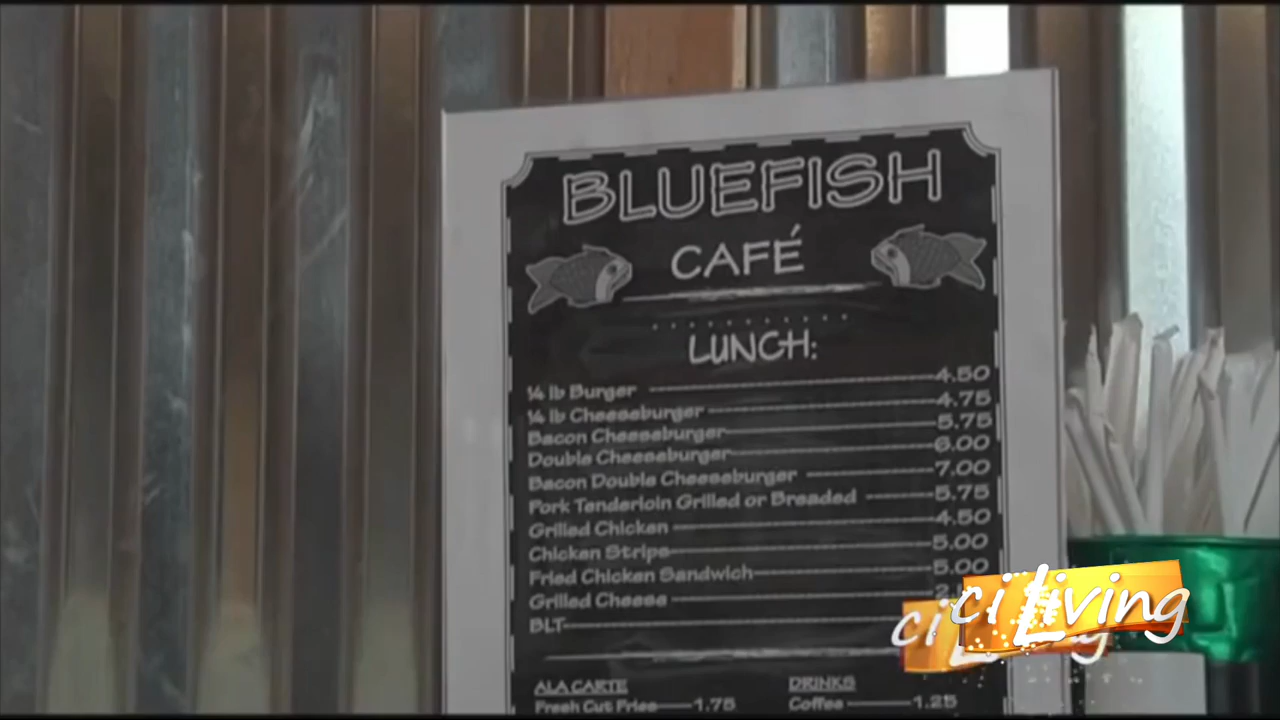 BLUEFISH
CAFÉ
LUNCH:
¼ lb Burger 4.50
¼ lb Cheeseburger 4.75
Bacon Cheeseburger 5.75
Double Cheeseburger 6.00
Bacon Double Cheeseburger 7.00
Pork Tenderloin Grilled or Breaded 5.75
Grilled Chicken 4.50
Chicken Strips 5.00
Fried Chicken Sandwich 5.00
Grilled Cheese
BLT
ALA CARTE
Fresh Cut Fries 1.75
DRINKS
Coffee 1.25
ci Living